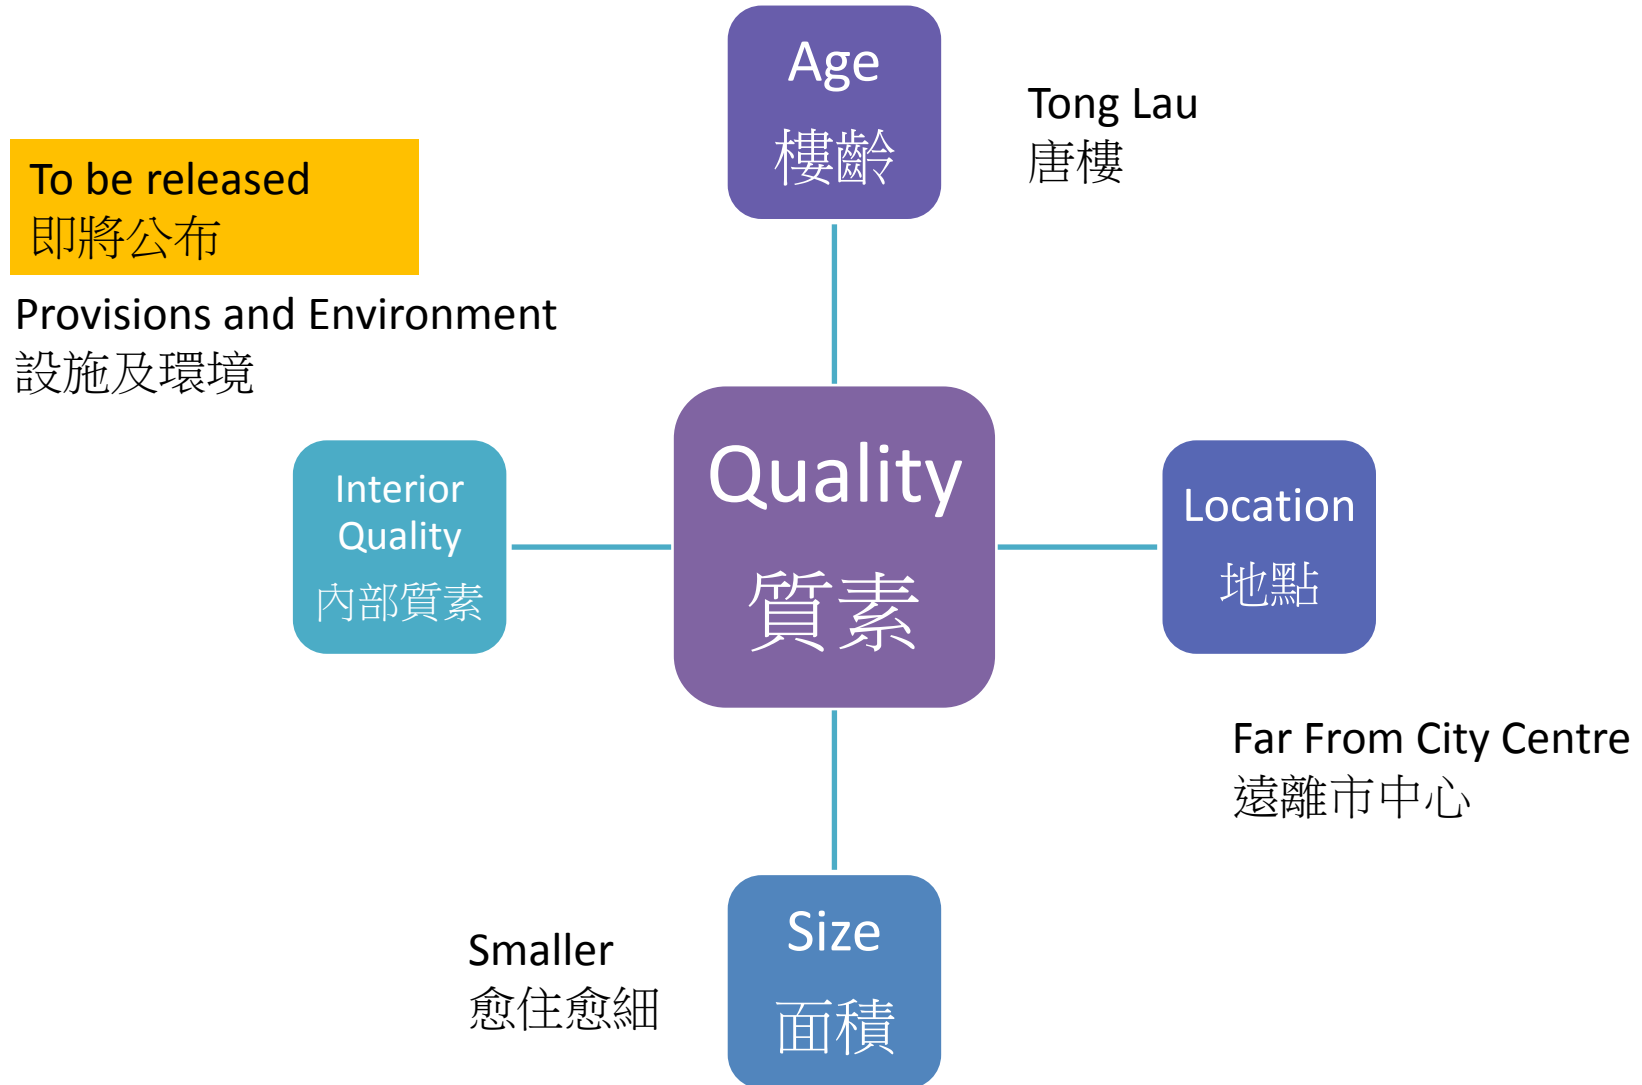 Age
樓齡
Tong Lau
唐樓
To be released
即將公布
Provisions and Environment
設施及環境
Interior
Quality
內部質素
Quality
質素
Location
地點
Far From City Centre
遠離市中心
Smaller
愈住愈細
Size
面積